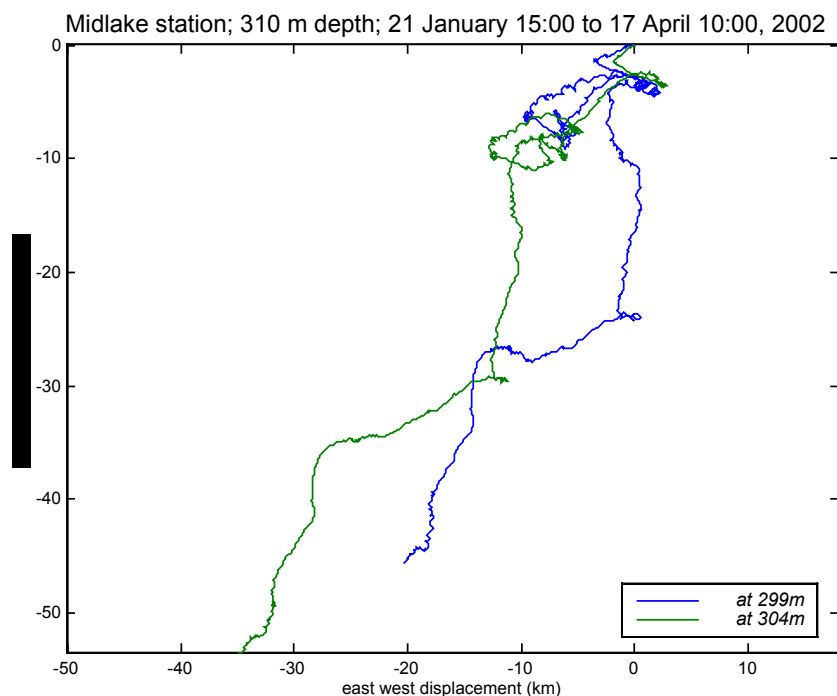 Midlake station; 310 m depth; 21 January 15:00 to 17 April 10:00, 2002
0
-10
-20
-30
-40
-50
at 299m
at 304m
-50 -40 -30 -20 -10 0 10
east west displacement (km)